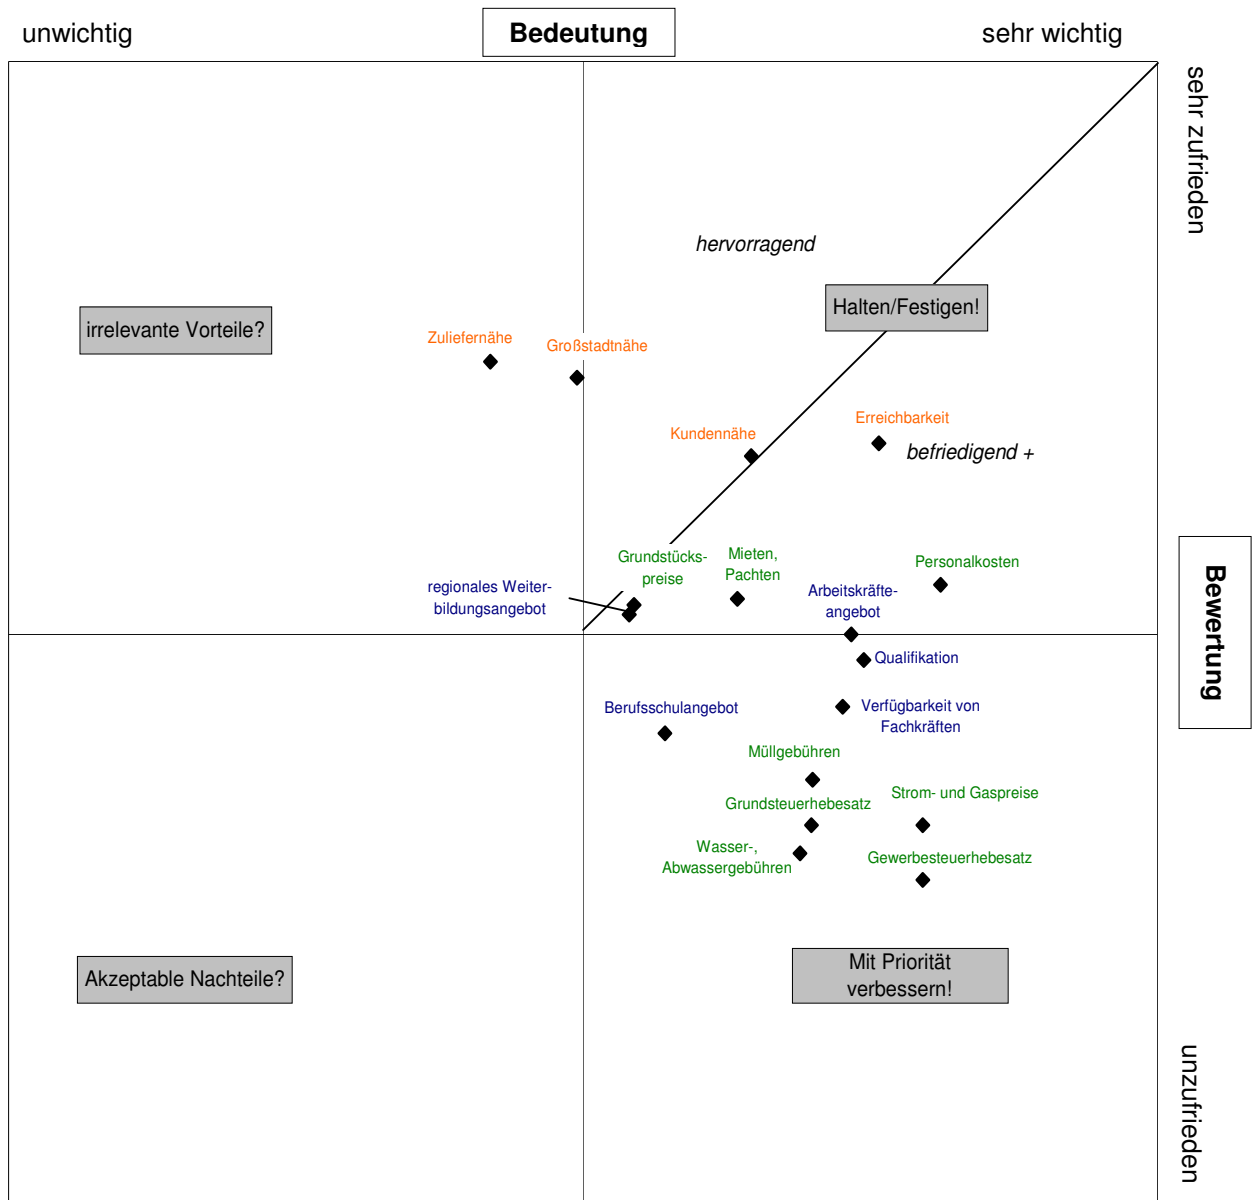 unwichtig
Bedeutung
sehr wichtig
sehr zufrieden
hervorragend
Halten/Festigen!
irrelevante Vorteile?
Zuliefernähe
Großstadtnähe
Erreichbarkeit
Kundennähe
befriedigend +
Grundstücks-
preise
Mieten,
Pachten
Personalkosten
regionales Weiter-
bildungsangebot
Arbeitskräfte-
angebot
Bewertung
Qualifikation
Berufsschulangebot
Verfügbarkeit von
Fachkräften
Müllgebühren
Strom- und Gaspreise
Grundsteuerhebesatz
Wasser-,
Abwassergebühren
Gewerbesteuerhebesatz
Akzeptable Nachteile?
Mit Priorität
verbessern!
unzufrieden